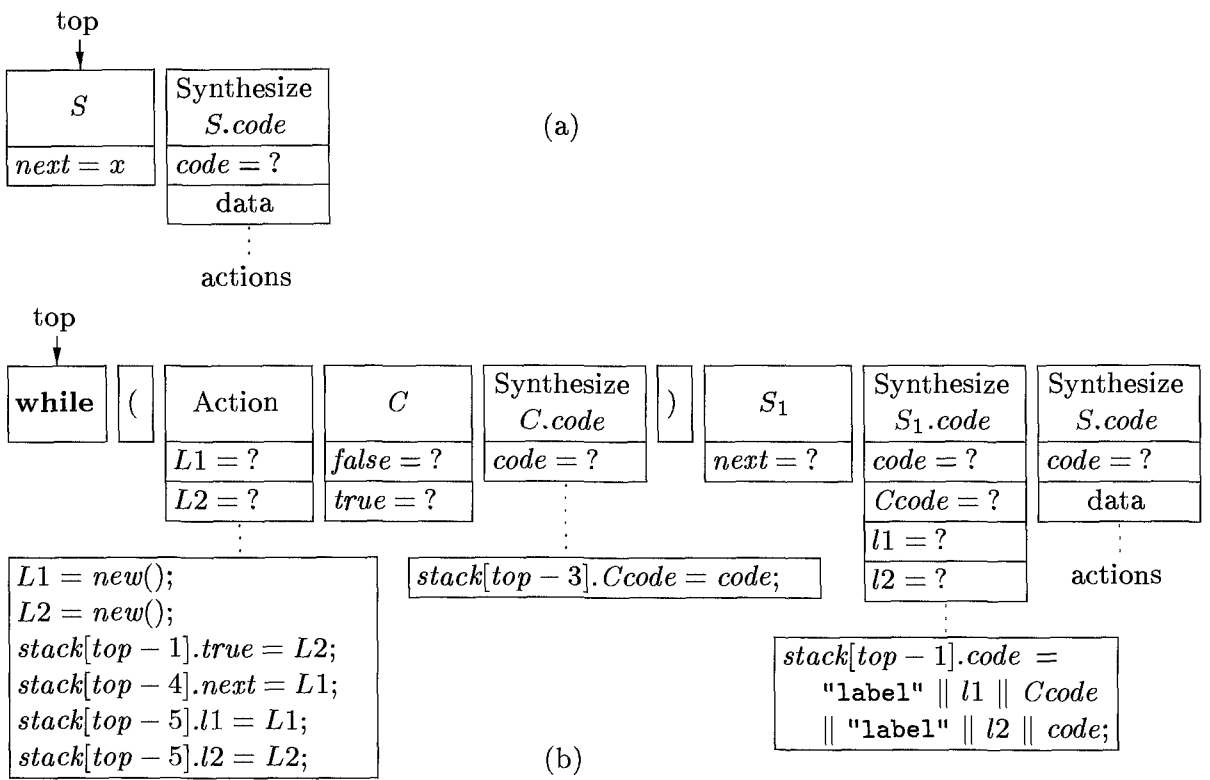 top
S
Synthesize
S.code
(a)
next = x
code = ?
data
actions
top
while
(
Action
C
Synthesize
C.code
)
S₁
Synthesize
S₁.code
Synthesize
S.code
L1 = ?
false = ?
code = ?
next = ?
code = ?
code = ?
L2 = ?
true = ?
Ccode = ?
data
l1 = ?
l2 = ?
actions
L1 = new();
L2 = new();
stack[top − 1].true = L2;
stack[top − 4].next = L1;
stack[top − 5].l1 = L1;
stack[top − 5].l2 = L2;
stack[top − 3].Ccode = code;
stack[top − 1].code =
"label" || l1 || Ccode
|| "label" || l2 || code;
(b)